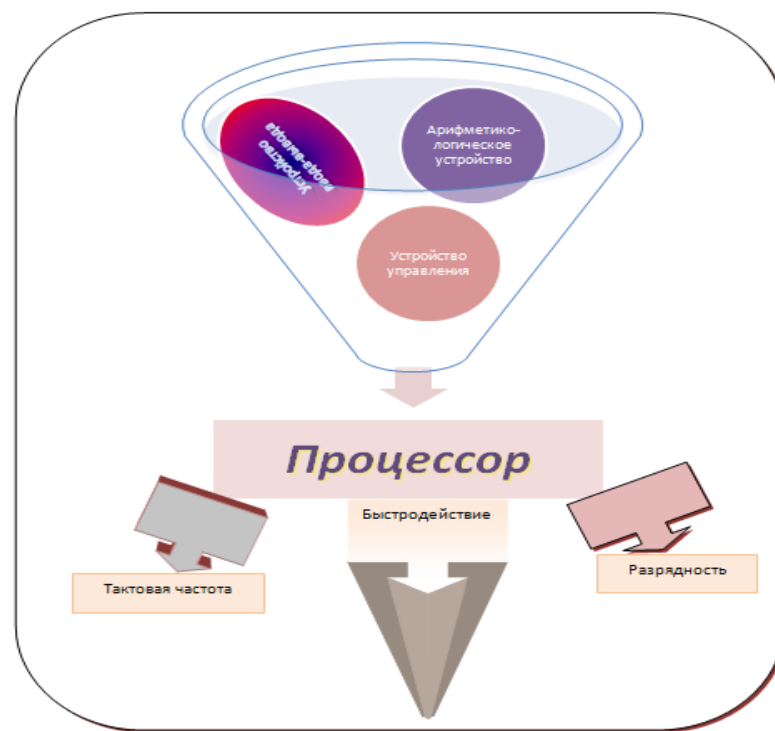 Устройство
ввода-вывода
Арифметико-
логическое
устройство
Устройство
управления
Процессор
Быстродействие
Тактовая частота
Разрядность